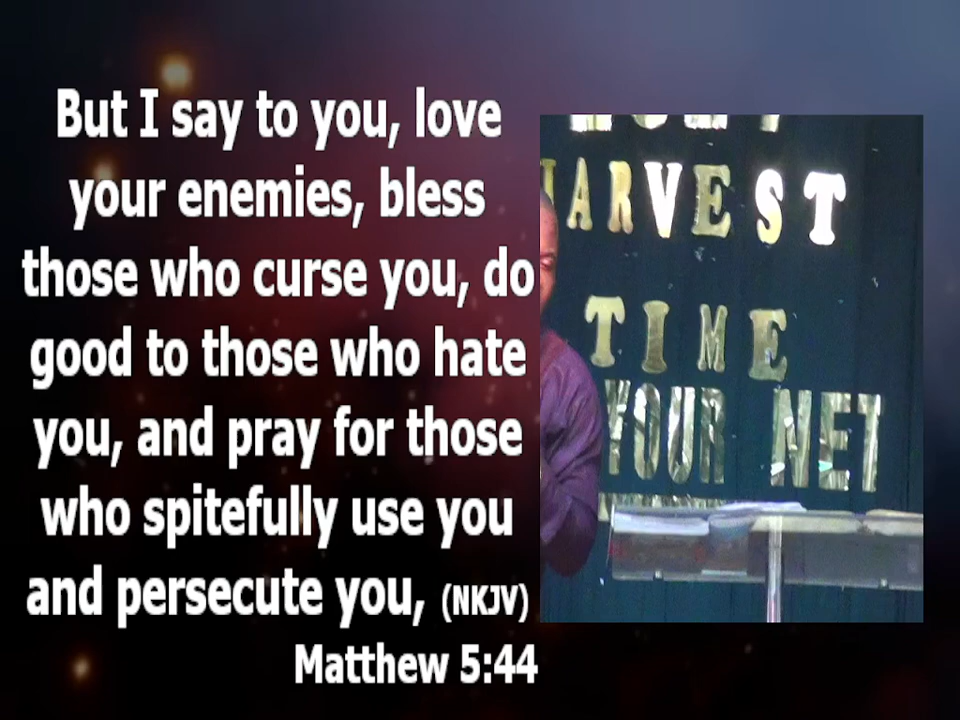 But I say to you, love
your enemies, bless
those who curse you, do
good to those who hate
you, and pray for those
who spitefully use you
and persecute you, (NKJV)
Matthew 5:44
HARVEST
TIME
YOUR NET